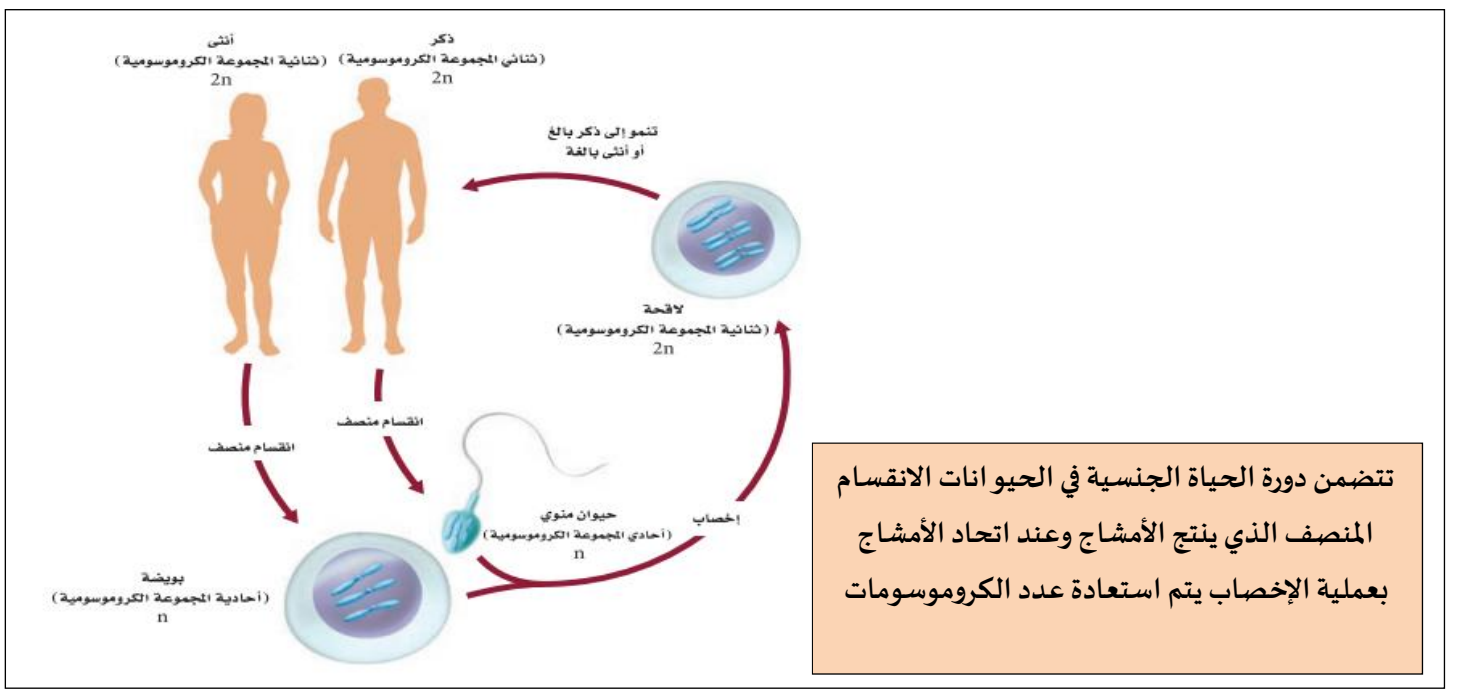 ذكر
(ثنائي المجموعة الكروموسومية)
2n
أنثى
(ثنائية المجموعة الكروموسومية)
2n
تنمو إلى ذكر بالغ
أو أنثى بالغة
لاقحة
(ثنائية المجموعة الكروموسومية)
2n
انقسام منصف
انقسام منصف
إخصاب
حيوان منوي
(أحادي المجموعة الكروموسومية)
n
بويضة
(أحادية المجموعة الكروموسومية)
n
تتضمن دورة الحياة الجنسية في الحيو انات الانقسام
المنصف الذي ينتج الأمشاج وعند اتحاد الأمشاج
بعملية الإخصاب يتم استعادة عدد الكروموسومات